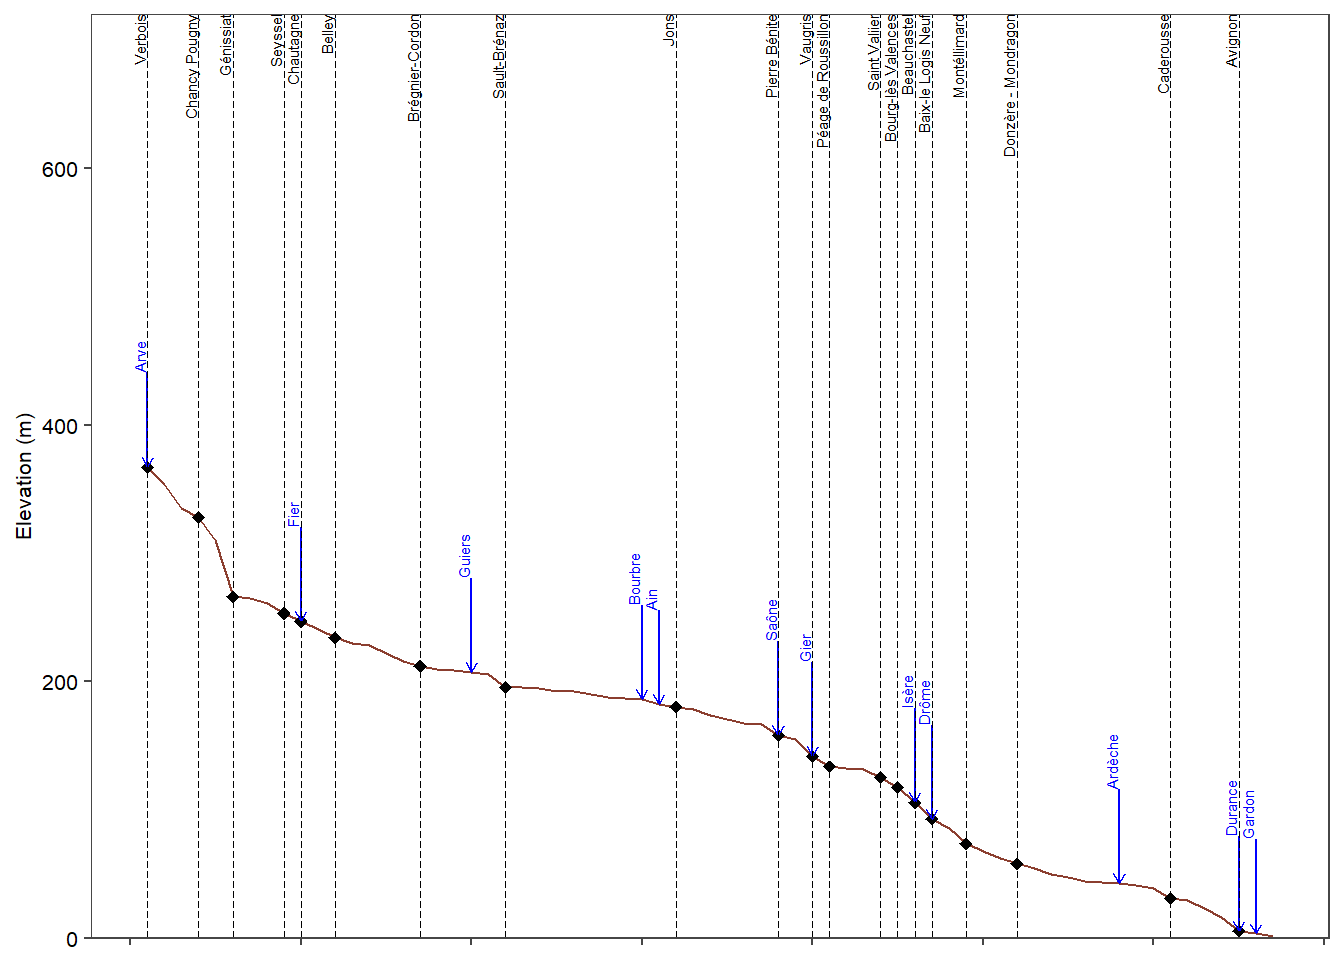 Verbois
Chancy Pougny
Génissiat
Seyssel
Chautagne
Belley
Brégnier-Cordon
Sault-Brénaz
Jons
Pierre Bénite
Vaugris
Péage de Roussillon
Saint Vallier
Bourg-lès Valences
Beauchastel
Baix-le Logis Neuf
Montélimard
Donzère - Mondragon
Caderousse
Avignon
600
400
200
0
Elevation (m)
Arve
Fier
Guiers
Bourbre
Ain
Saône
Gier
Isère
Drôme
Ardèche
Durance
Gardon